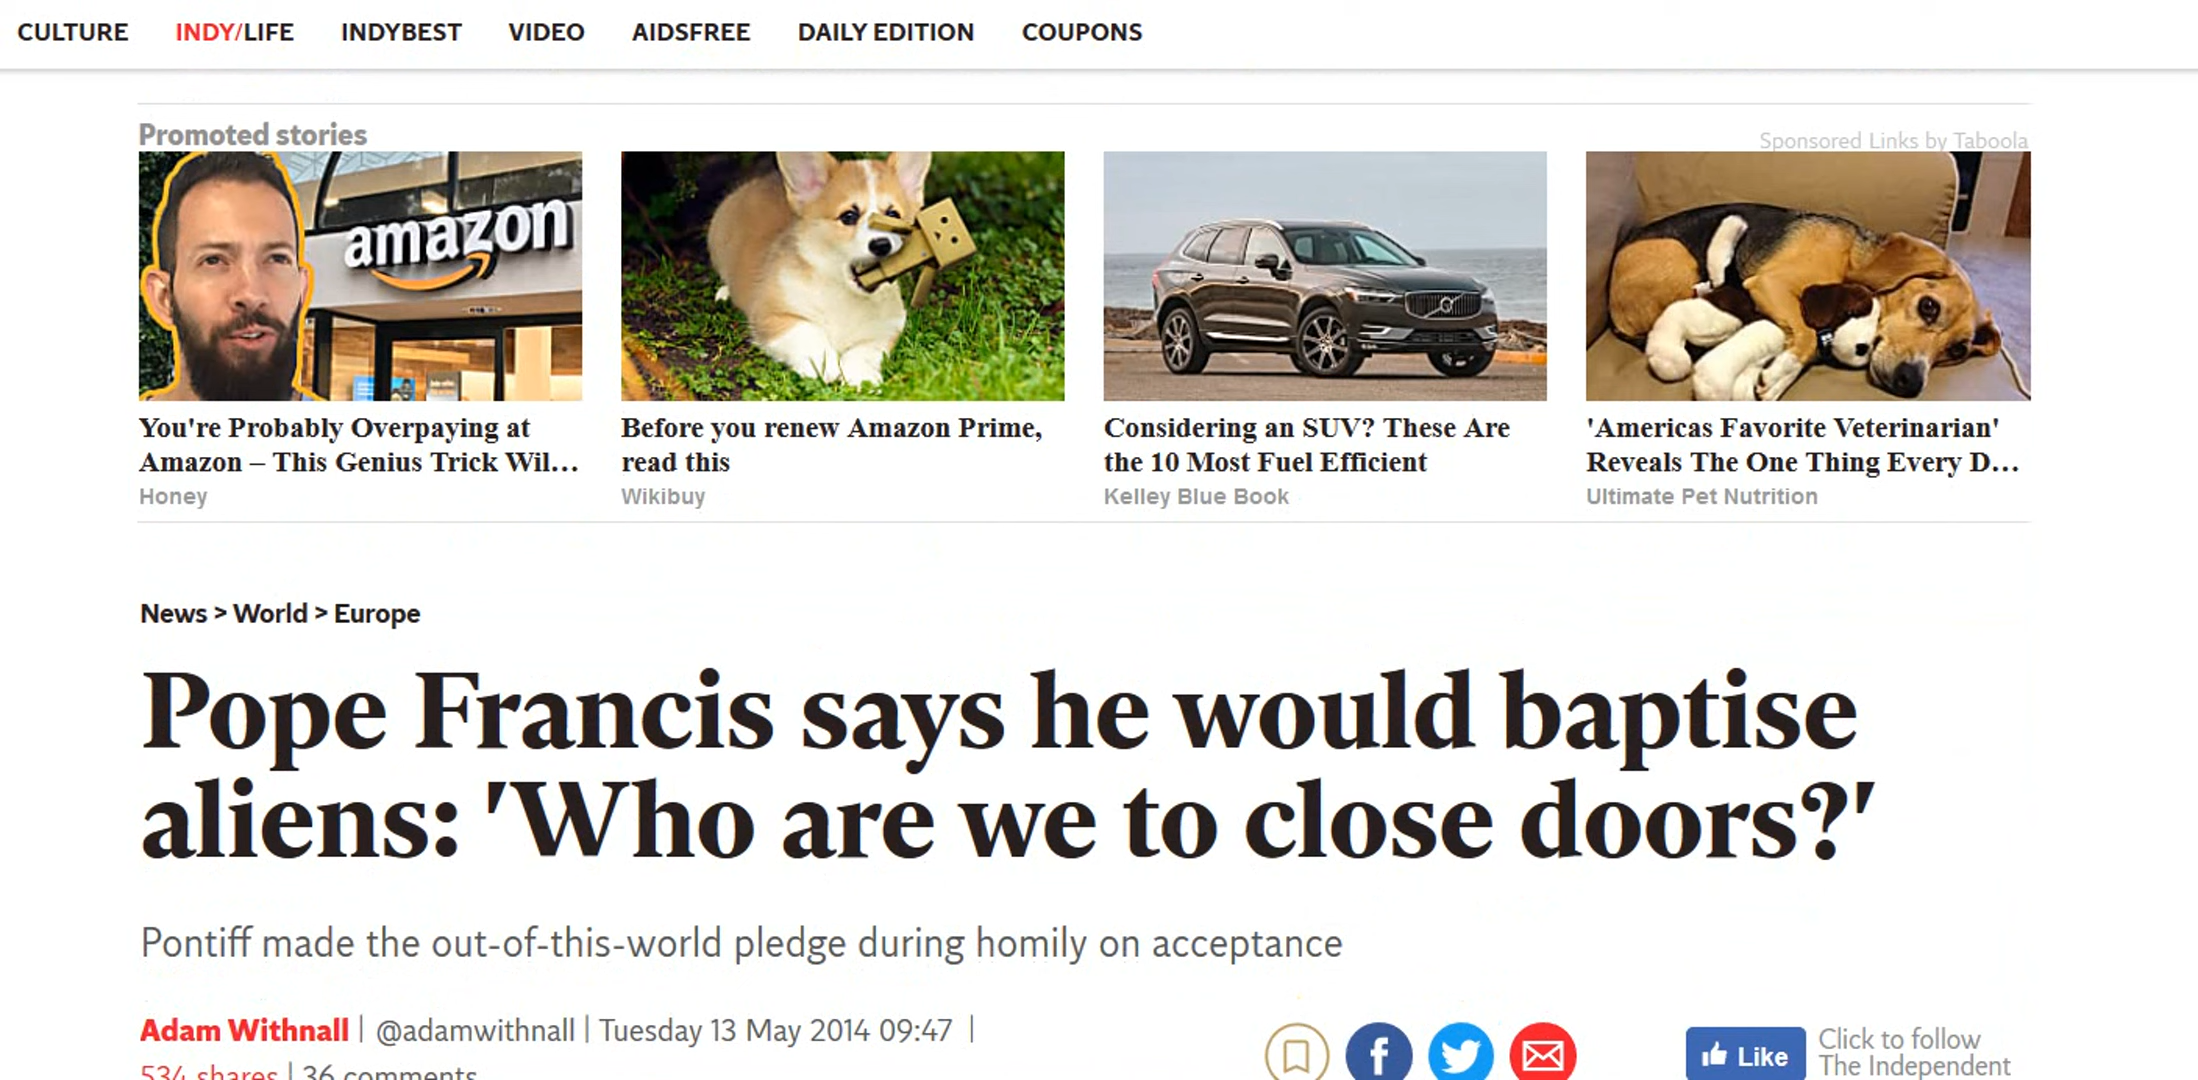 CULTURE INDY/LIFE INDYBEST VIDEO AIDSFREE DAILY EDITION COUPONS
Promoted stories
Sponsored Links by Taboola
amazon
You're Probably Overpaying at
Amazon – This Genius Trick Wil...
Honey
Before you renew Amazon Prime,
read this
Wikibuy
Considering an SUV? These Are
the 10 Most Fuel Efficient
Kelley Blue Book
'Americas Favorite Veterinarian'
Reveals The One Thing Every D...
Ultimate Pet Nutrition
News > World > Europe
Pope Francis says he would baptise
aliens: 'Who are we to close doors?'
Pontiff made the out-of-this-world pledge during homily on acceptance
Adam Withnall | @adamwithnall | Tuesday 13 May 2014 09:47 |
534 shares | 36 comments
Like
Click to follow
The Independent